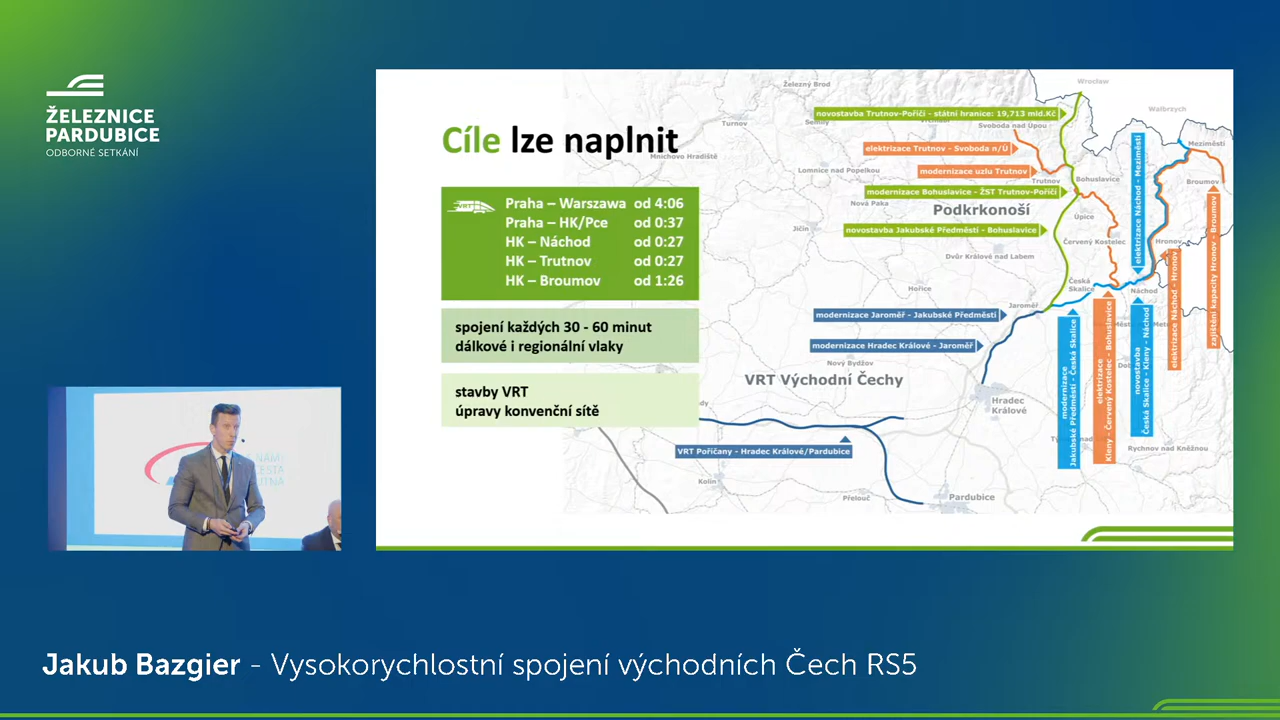 ŽELEZNICE
PARDUBICE
ODBORNÉ SETKÁNÍ
Cíle lze naplnit
VRT
Praha – Warszawa od 4:06
Praha – HK/Pce od 0:37
HK – Náchod od 0:27
HK – Trutnov od 0:27
HK – Broumov od 1:26
spojení každých 30 - 60 minut
dálkové i regionální vlaky
stavby VRT
úpravy konvenční sítě
Železný Brod
Wrocław
Wałbrzych
novostavba Trutnov-Poříčí - státní hranice: 19,713 mld.Kč
Turnov
Semily
Svoboda nad Úpou
elektrizace Trutnov - Svoboda n/Ú
Meziměstí
Mnichovo Hradiště
Lomnice nad Popelkou
modernizace uzlu Trutnov
Trutnov
Bohuslavice
Broumov
modernizace Bohuslavice - ŽST Trutnov-Poříčí
Nová Paka
Podkrkonoší
Úpice
Jičín
novostavba Jakubské Předměstí - Bohuslavice
Červený Kostelec
Hronov
Dvůr Králové nad Labem
Hořice
Česká
Skalice
Náchod
Jaroměř
modernizace Jaroměř - Jakubské Předměstí
modernizace Hradec Králové - Jaroměř
Nový Bydžov
VRT Východní Čechy
Hradec
Králové
VRT Poříčany - Hradec Králové/Pardubice
Rychnov nad Kněžnou
Kolín
Přelouč
Pardubice
elektrizace Náchod - Meziměstí
zajištění kapacity Hronov - Broumov
elektrizace Náchod - Hronov
modernizace
Jakubské Předměstí - Česká Skalice
elektrizace
Kleny - Červený Kostelec - Bohuslavice
novostavba
Česká Skalice - Kleny - Náchod
Jakub Bazgier - Vysokorychlostní spojení východních Čech RS5